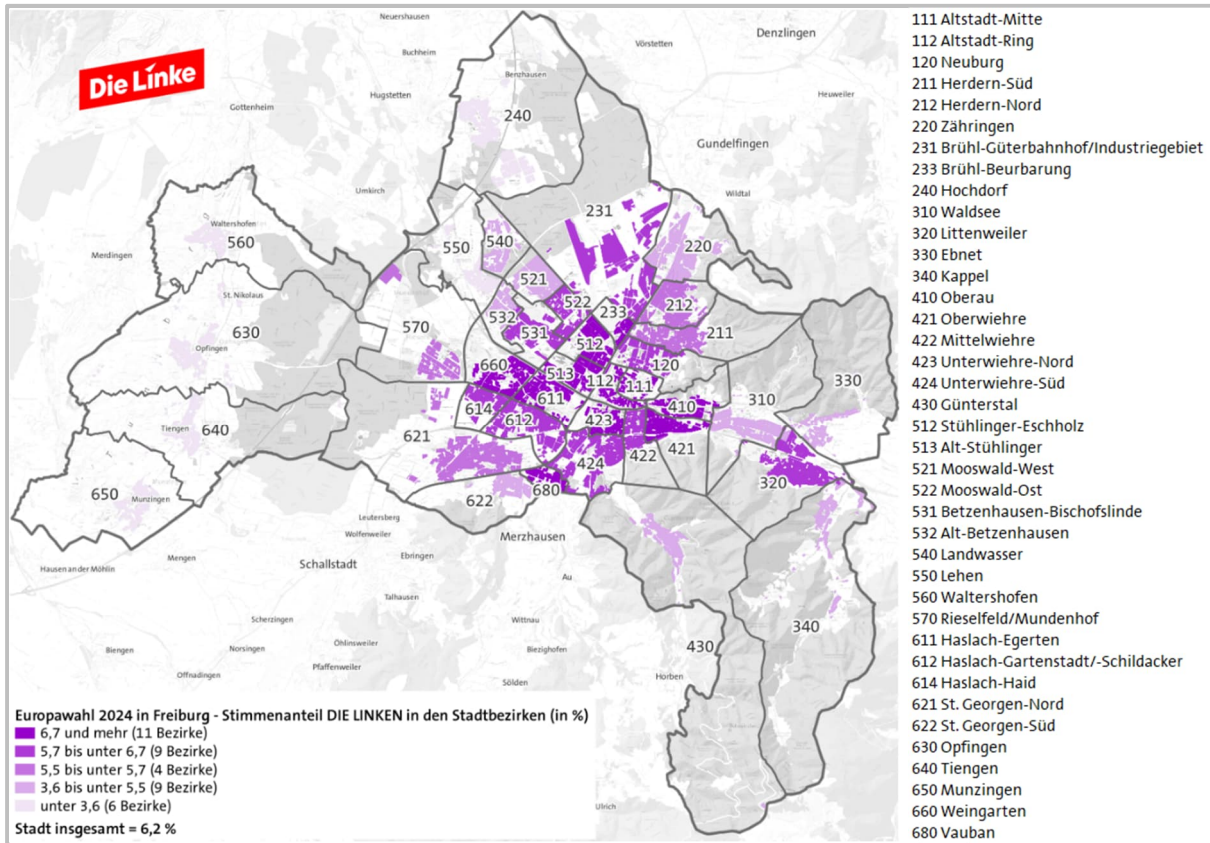 Die Linke
Neuershausen
Buchheim
Vörstetten
Denzlingen
Benzhausen
Hugstetten
Heuweiler
Gottenheim
240
Gundelfingen
Umkirch
Wildtal
Waltershofen
560
231
Merdingen
550
540
220
521
St. Nikolaus
522
212
630
570
532
233
531
211
Opfingen
512
120
660
513
112
111
330
310
611
410
614
612
423
Tiengen
640
621
424
422
421
320
650
Munzingen
622
680
Leutersberg
Wolfenweiler
Merzhausen
Mengen
Ebringen
Hausen an der Möhlin
Schallstadt
Au
Talhausen
Scherzingen
Wittnau
340
Öhlinsweiler
430
Biengen
Norsingen
Biezighofen
Pfaffenweiler
Offnadingen
Sölden
Horben
Ulrich
Europawahl 2024 in Freiburg - Stimmenanteil DIE LINKEN in den Stadtbezirken (in %)
6,7 und mehr (11 Bezirke)
5,7 bis unter 6,7 (9 Bezirke)
5,5 bis unter 5,7 (4 Bezirke)
3,6 bis unter 5,5 (9 Bezirke)
unter 3,6 (6 Bezirke)
Stadt insgesamt = 6,2 %
111 Altstadt-Mitte
112 Altstadt-Ring
120 Neuburg
211 Herdern-Süd
212 Herdern-Nord
220 Zähringen
231 Brühl-Güterbahnhof/Industriegebiet
233 Brühl-Beurbarung
240 Hochdorf
310 Waldsee
320 Littenweiler
330 Ebnet
340 Kappel
410 Oberau
421 Oberwiehre
422 Mittelwiehre
423 Unterwiehre-Nord
424 Unterwiehre-Süd
430 Günterstal
512 Stühlinger-Eschholz
513 Alt-Stühlinger
521 Mooswald-West
522 Mooswald-Ost
531 Betzenhausen-Bischofslinde
532 Alt-Betzenhausen
540 Landwasser
550 Lehen
560 Waltershofen
570 Rieselfeld/Mundenhof
611 Haslach-Egerten
612 Haslach-Gartenstadt/-Schildacker
614 Haslach-Haid
621 St. Georgen-Nord
622 St. Georgen-Süd
630 Opfingen
640 Tiengen
650 Munzingen
660 Weingarten
680 Vauban